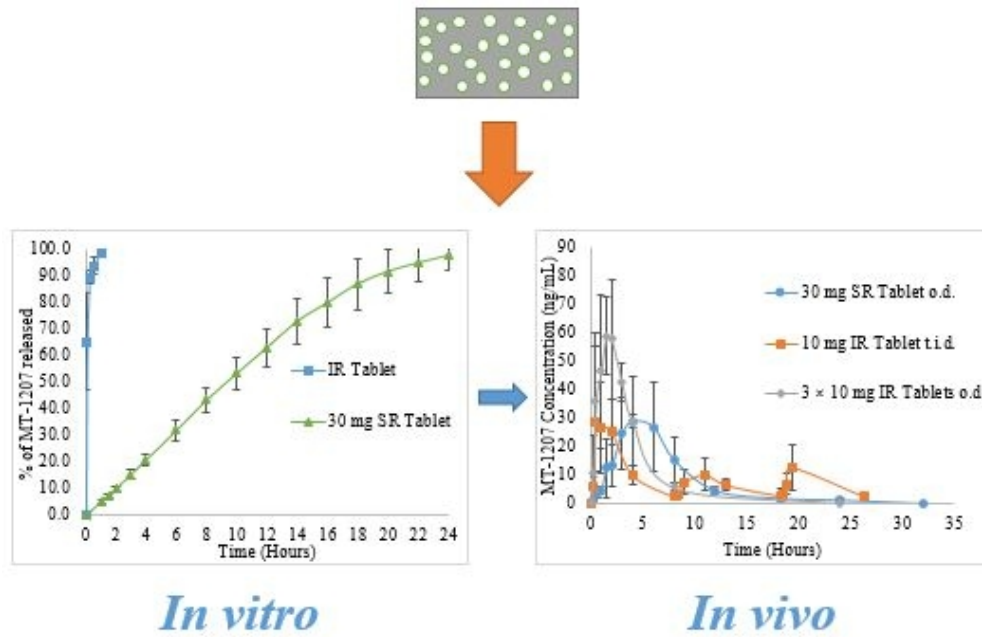 100.0
90.0
80.0
70.0
60.0
50.0
40.0
30.0
20.0
10.0
0.0
% of MT-1207 released
0 2 4 6 8 10 12 14 16 18 20 22 24
Time (Hours)
IR Tablet
30 mg SR Tablet
90
80
70
60
50
40
30
20
10
0
MT-1207 Concentration (ng/mL)
0 5 10 15 20 25 30 35
Time (Hours)
30 mg SR Tablet o.d.
10 mg IR Tablet t.i.d.
3 × 10 mg IR Tablets o.d
In vitro
In vivo